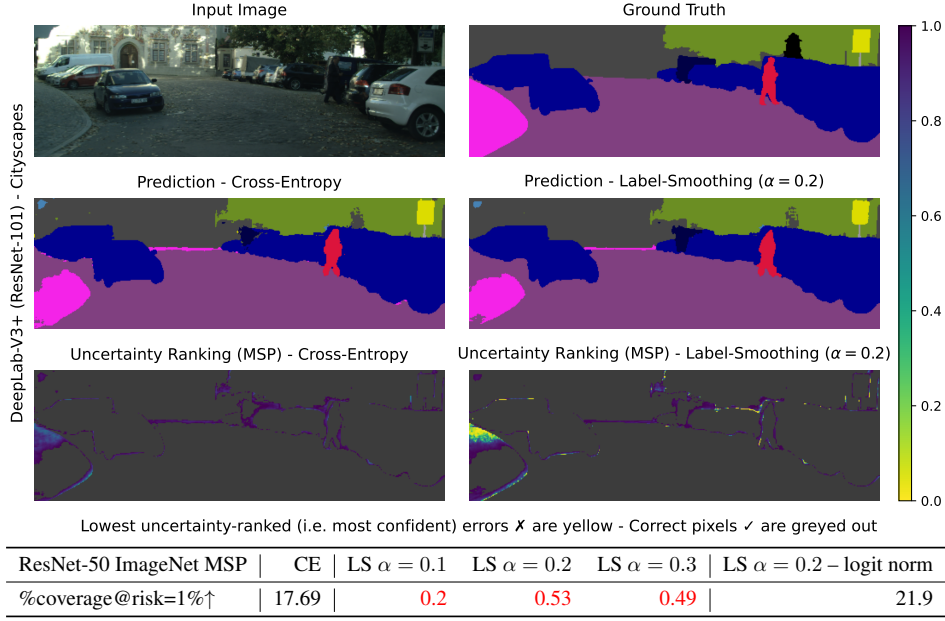 Input Image
Ground Truth
Prediction - Cross-Entropy
Prediction - Label-Smoothing (α = 0.2)
Uncertainty Ranking (MSP) - Cross-Entropy
Uncertainty Ranking (MSP) - Label-Smoothing (α = 0.2)
DeepLab-V3+ (ResNet-101) - Cityscapes
1.0
0.8
0.6
0.4
0.2
0.0
Lowest uncertainty-ranked (i.e. most confident) errors ✗ are yellow - Correct pixels ✓ are greyed out
ResNet-50 ImageNet MSP CE LS α = 0.1 LS α = 0.2 LS α = 0.3 LS α = 0.2 – logit norm
%coverage@risk=1%↑ 17.69 0.2 0.53 0.49 21.9